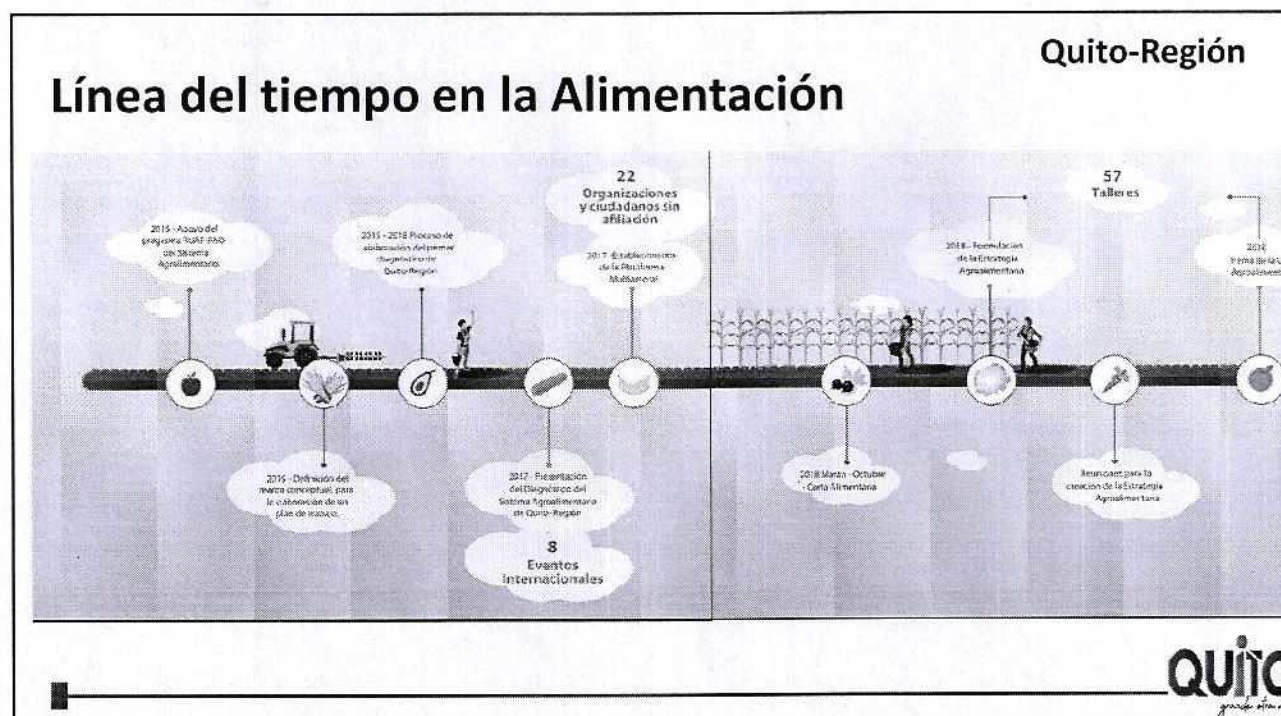 Quito-Región
Línea del tiempo en la Alimentación
22
Organizaciones
y ciudadanos sin
afiliación
57
Talleres
2015 - Apoyo del
programa RUAF-FAO
del Sistema
Agroalimentario
2015 - 2018 Proceso de
elaboración del primer
diagnóstico de
Quito-Región
2017 Establecimiento
de la Plataforma
Multiactoral
2018 - Formulación
de la Estrategia
Agroalimentaria
Agroaliment
- Definición del
marco conceptual para
la elaboración de un
plan de trabajo.
2017 - Presentación
del Diagnóstico del
Sistema Agroalimentario
de Quito-Región
2018 Marzo - Octubre
- Carta Alimentaria
Reuniones para la
creación de la Estrategia
Agroalimentaria
8
Eventos
Internacionales
QUITO
grande otra